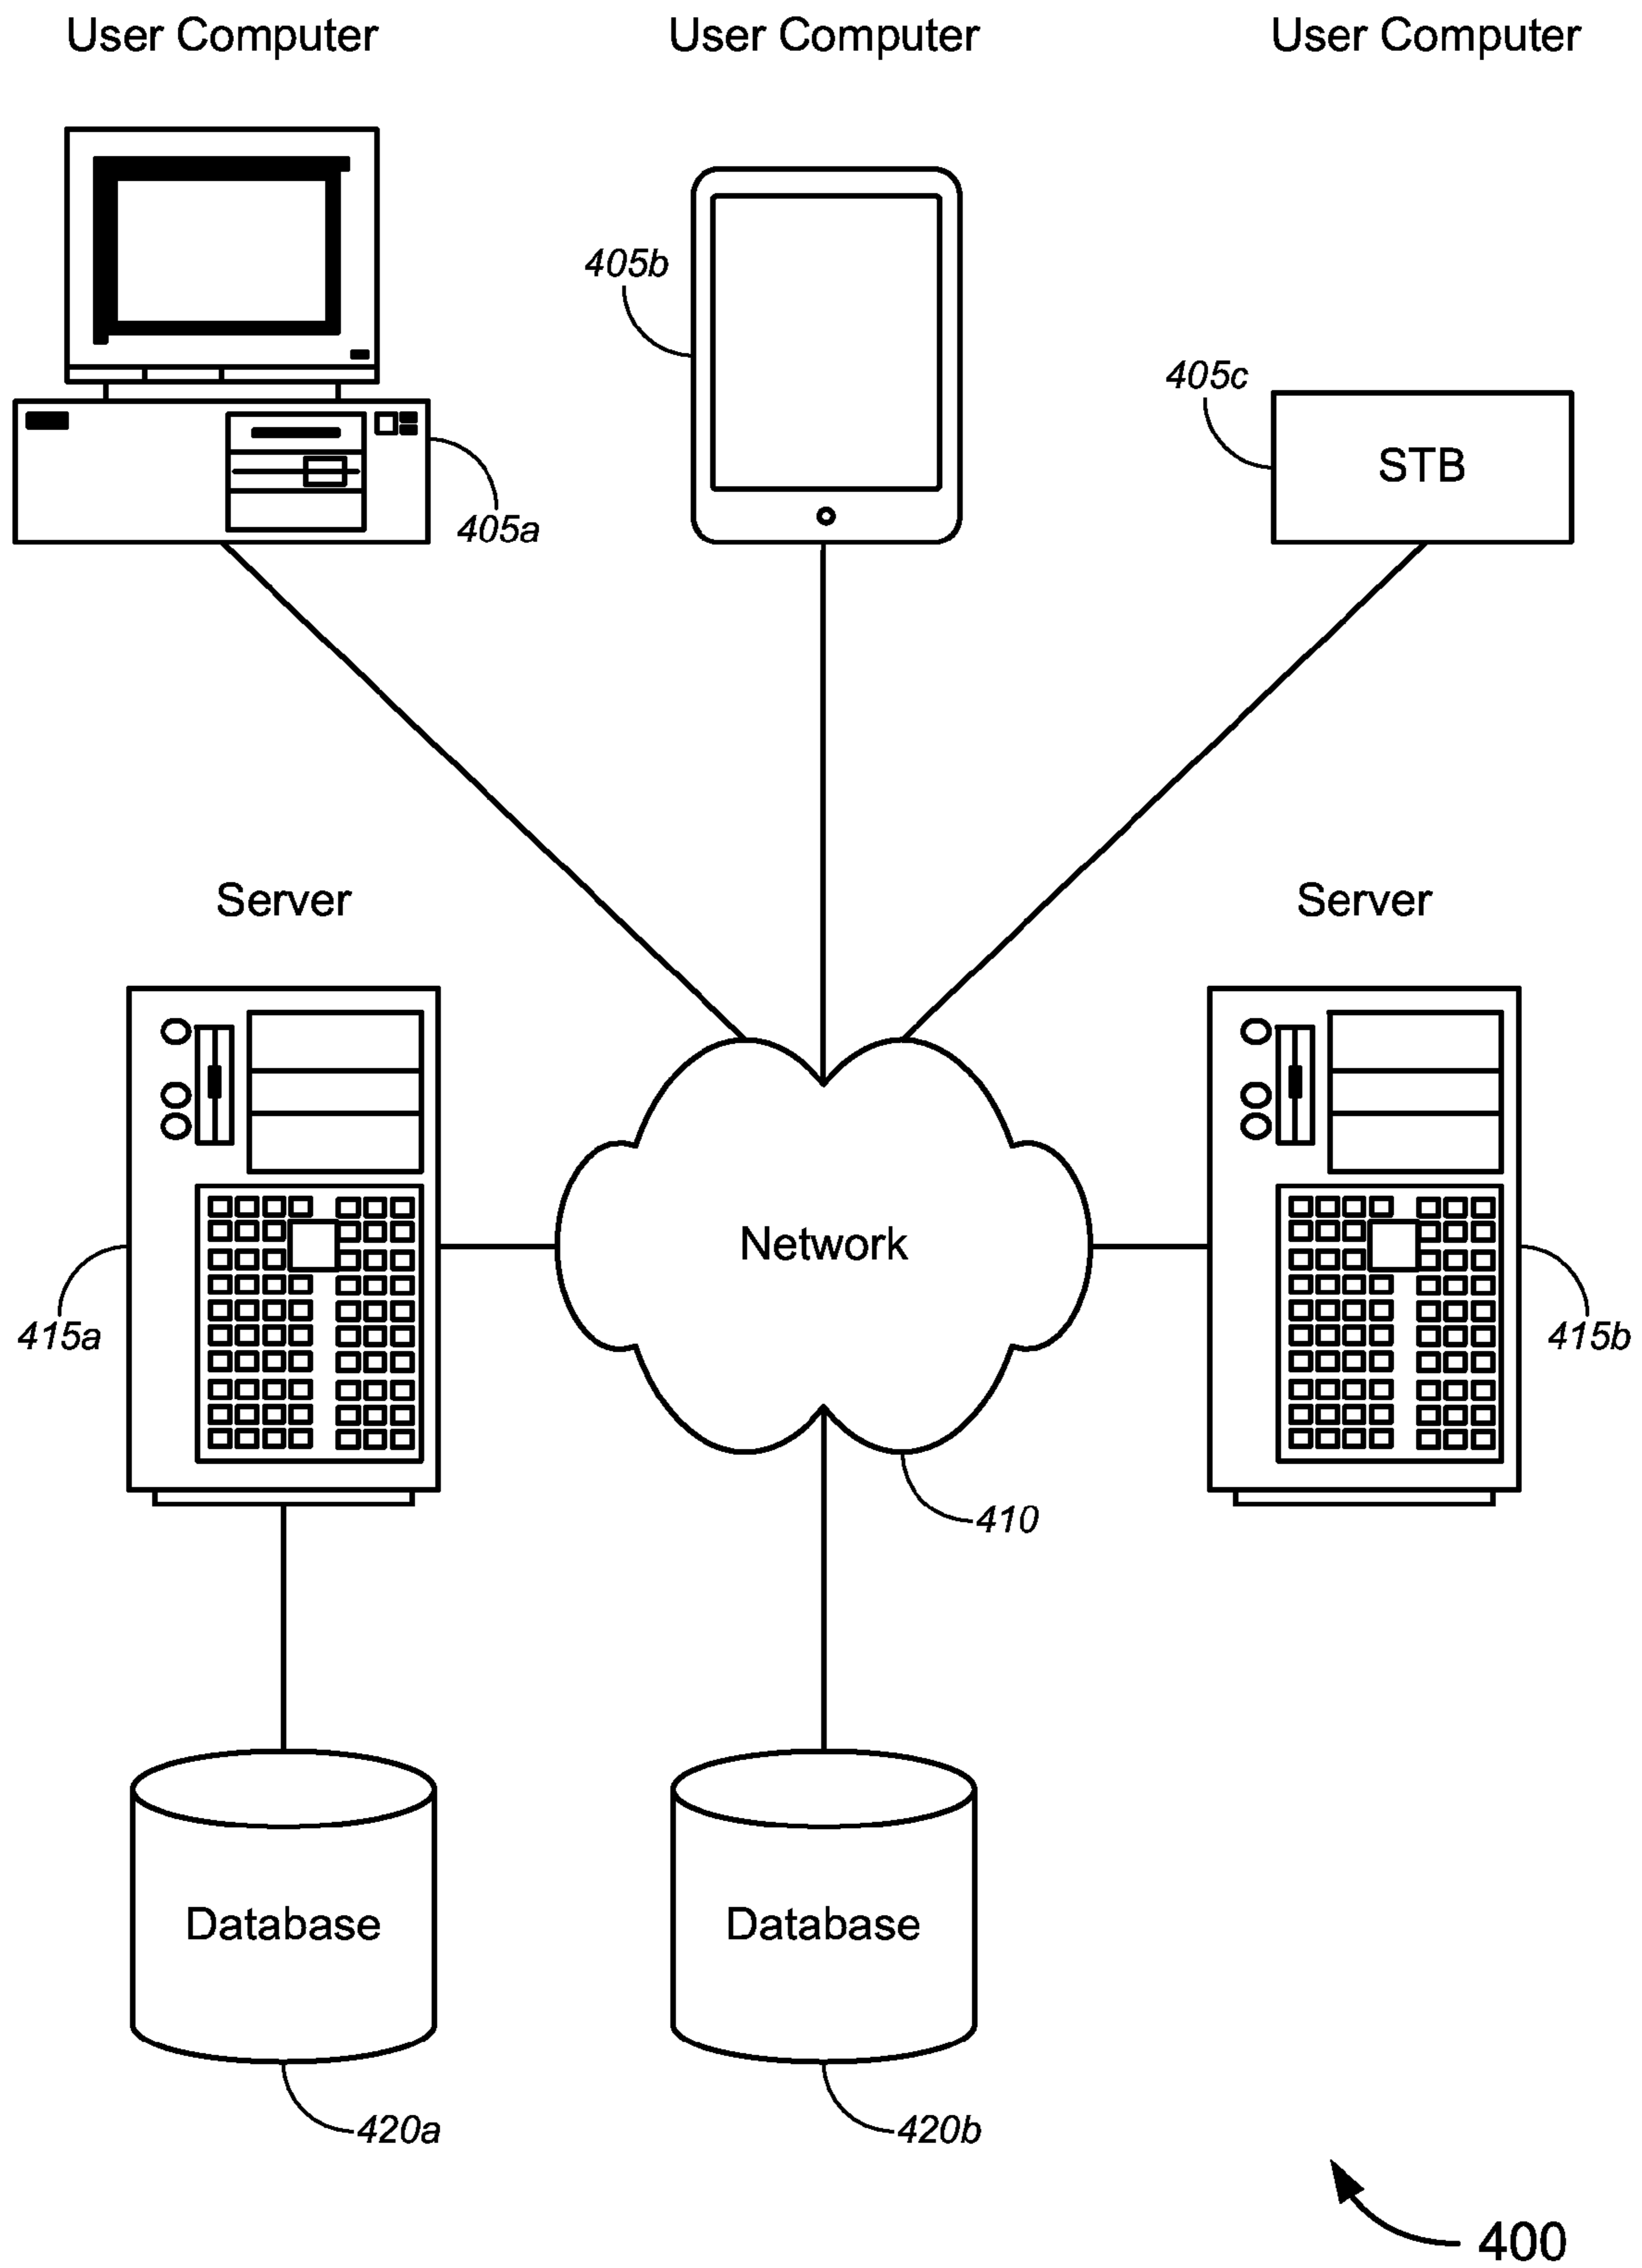 User Computer
User Computer
User Computer
405b
405c
STB
405a
Server
Server
Network
415a
415b
410
Database
Database
420a
420b
400